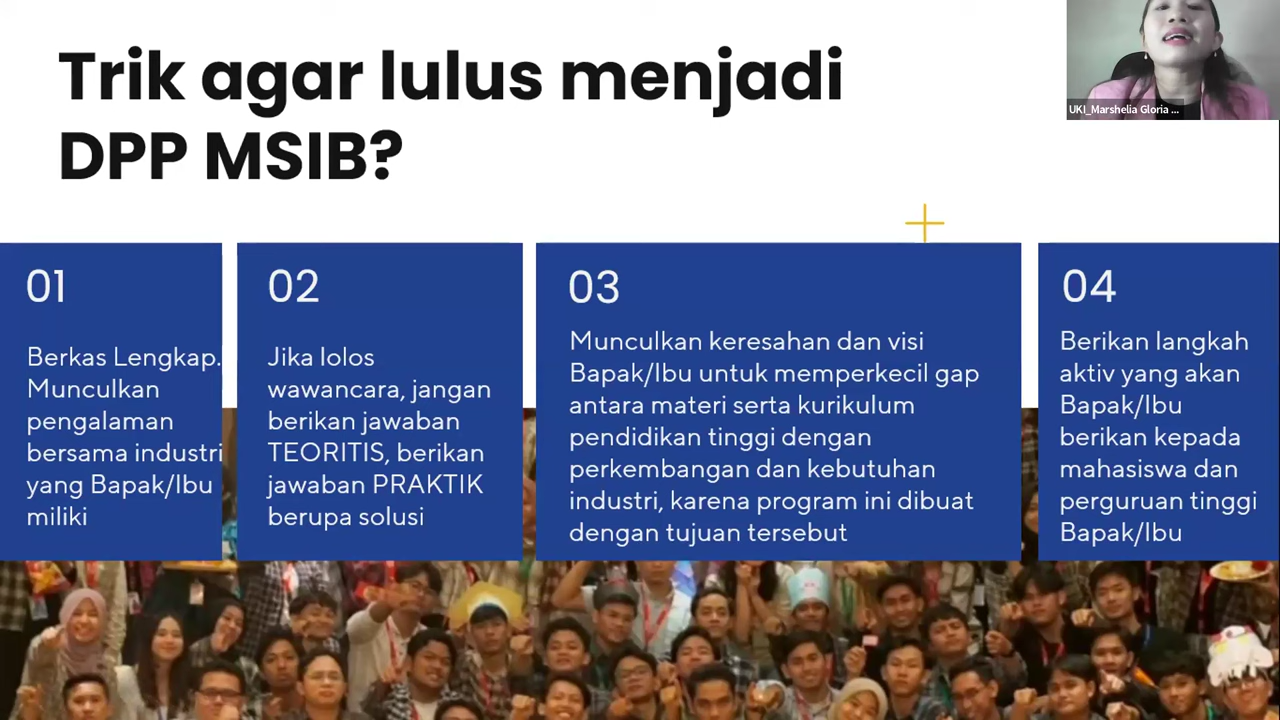 Trik agar lulus menjadi
DPP MSIB?
UKI_Marshelia Gloria ...
01
Berkas Lengkap.
Munculkan
pengalaman
bersama industri
yang Bapak/Ibu
miliki
02
Jika lolos
wawancara, jangan
berikan jawaban
TEORITIS, berikan
jawaban PRAKTIK
berupa solusi
03
Munculkan keresahan dan visi
Bapak/Ibu untuk memperkecil gap
antara materi serta kurikulum
pendidikan tinggi dengan
perkembangan dan kebutuhan
industri, karena program ini dibuat
dengan tujuan tersebut
04
Berikan langkah
aktiv yang akan
Bapak/Ibu
berikan kepada
mahasiswa dan
perguruan tinggi
Bapak/Ibu